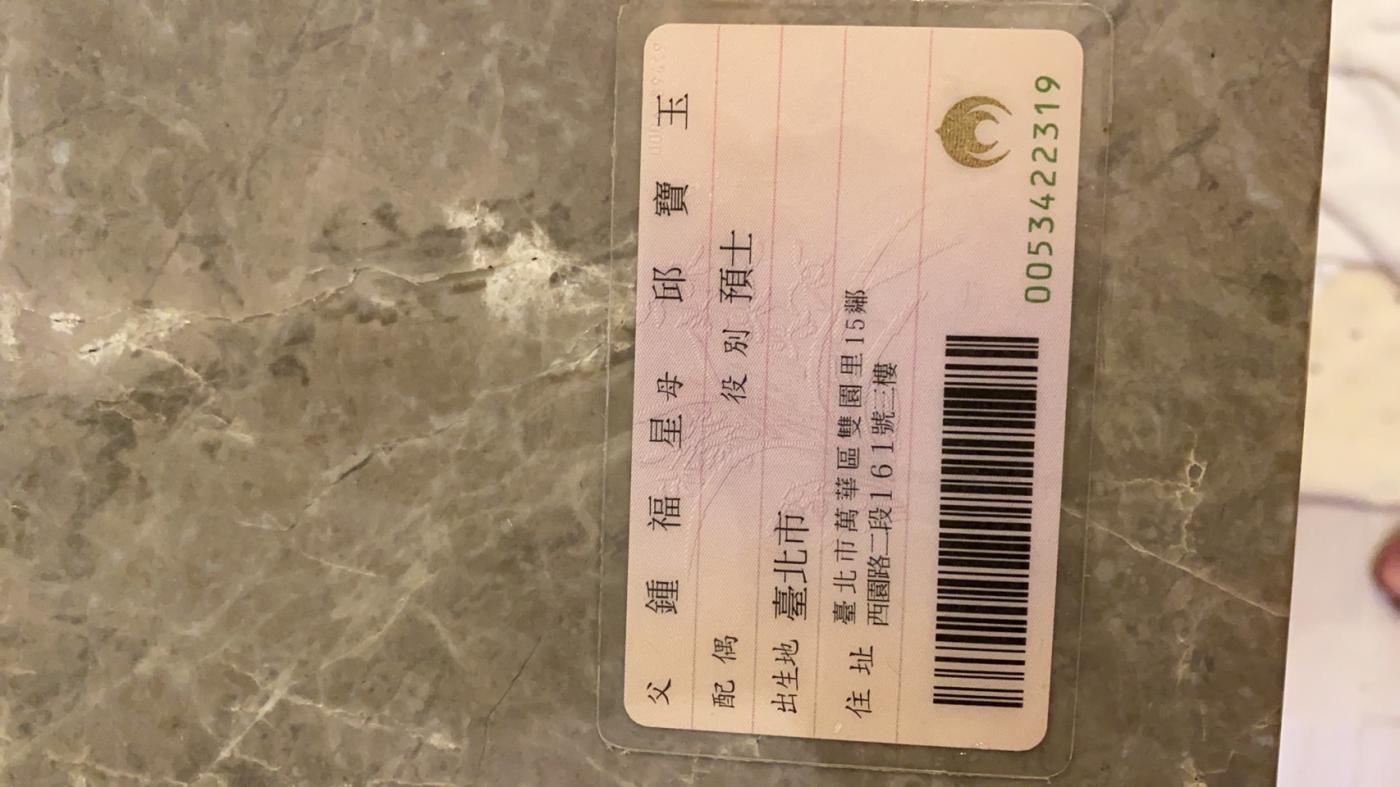 父 鍾福星 母 邱寶玉
配偶 役別 預士
出生地 臺北市
住址 臺北市萬華區雙園里15鄰
西園路二段161號三樓
0053422319